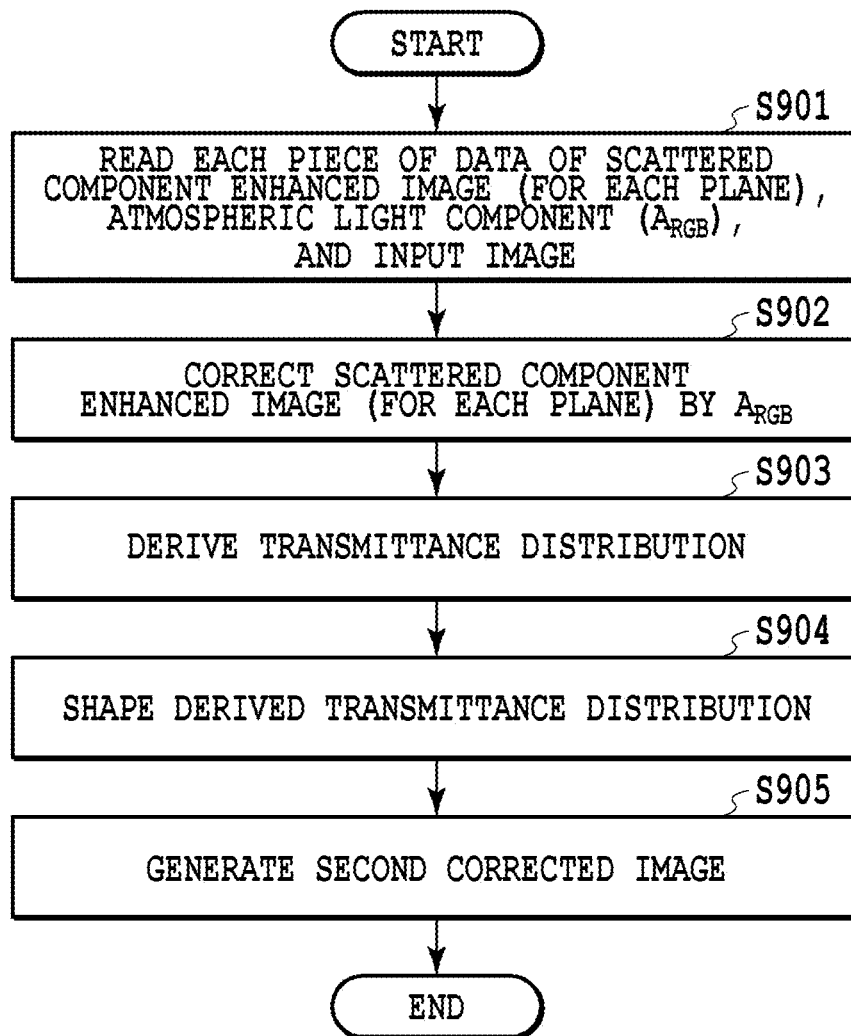 START
S901
READ EACH PIECE OF DATA OF SCATTERED
COMPONENT ENHANCED IMAGE (FOR EACH PLANE),
ATMOSPHERIC LIGHT COMPONENT (A_RGB),
AND INPUT IMAGE
S902
CORRECT SCATTERED COMPONENT
ENHANCED IMAGE (FOR EACH PLANE) BY A_RGB
S903
DERIVE TRANSMITTANCE DISTRIBUTION
S904
SHAPE DERIVED TRANSMITTANCE DISTRIBUTION
S905
GENERATE SECOND CORRECTED IMAGE
END